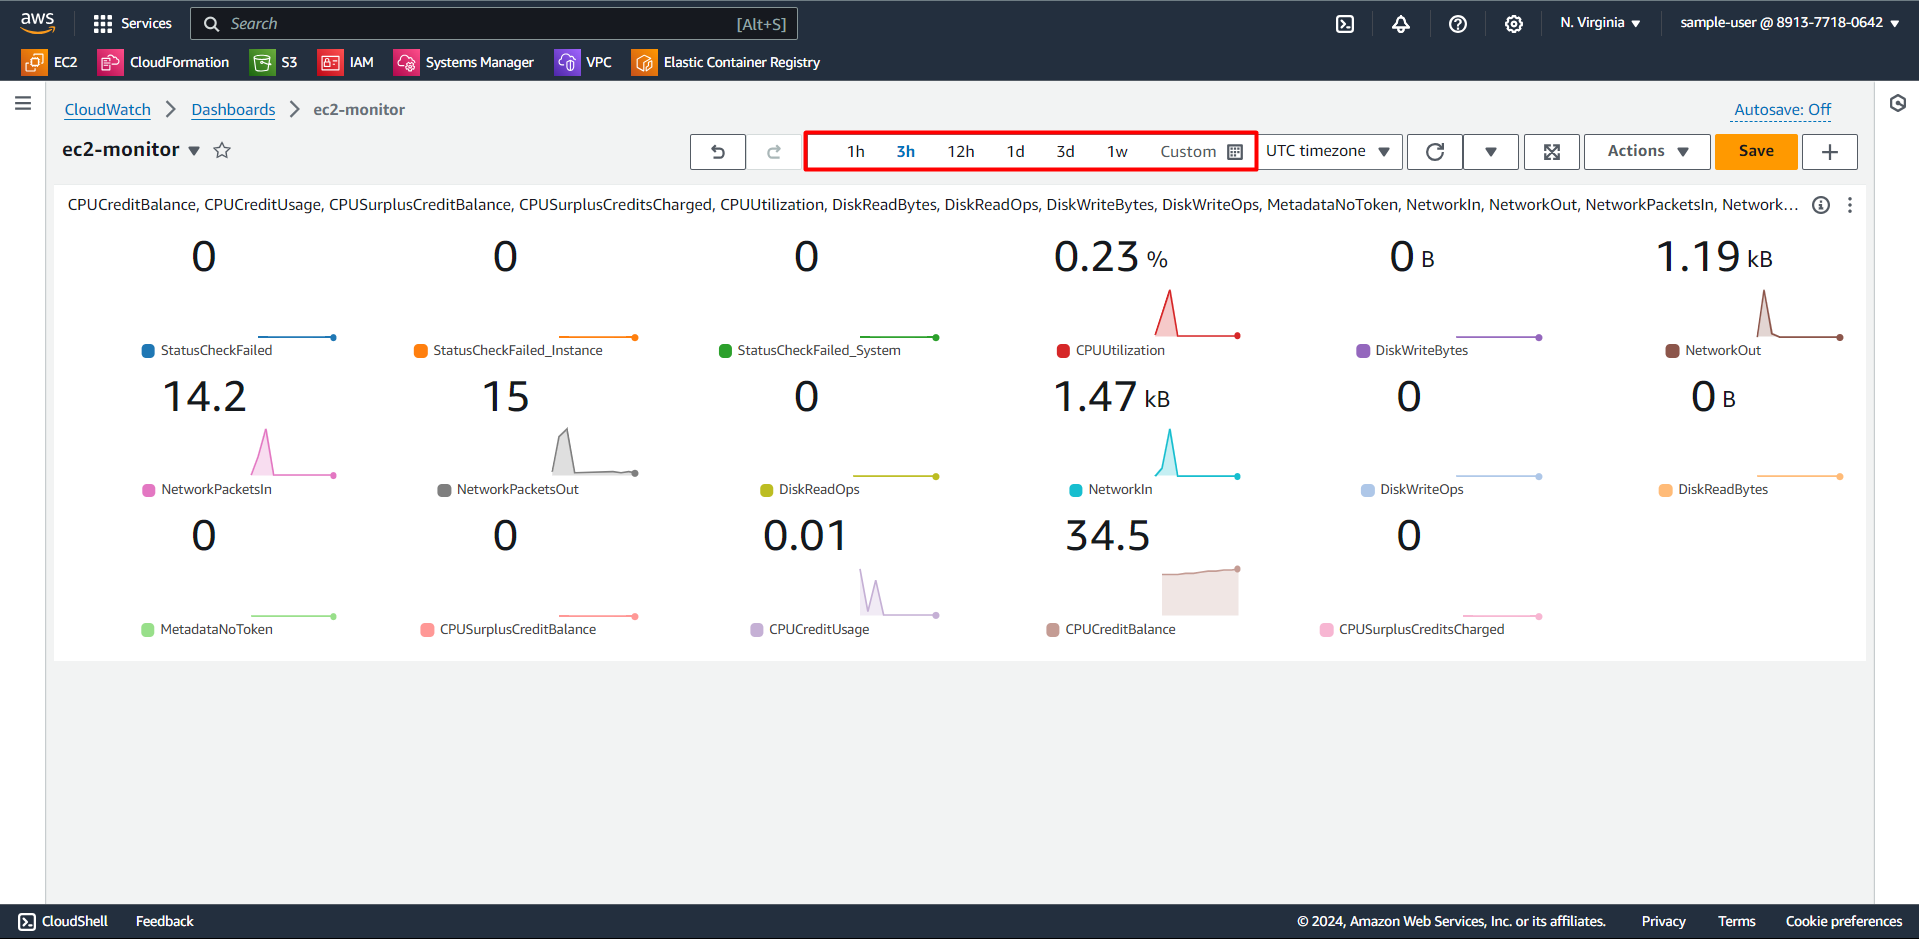 aws Services Search [Alt+S] N. Virginia sample-user @ 8913-7718-0642
EC2 CloudFormation S3 IAM Systems Manager VPC Elastic Container Registry
CloudWatch Dashboards ec2-monitor Autosave: Off
ec2-monitor 1h 3h 12h 1d 3d 1w Custom UTC timezone Actions Save
CPUCreditBalance, CPUCreditUsage, CPUSurplusCreditBalance, CPUSurplusCreditsCharged, CPUUtilization, DiskReadBytes, DiskReadOps, DiskWriteBytes, DiskWriteOps, MetadataNoToken, NetworkIn, NetworkOut, NetworkPacketsIn, Network...
0 0 0 0.23 % 0 B 1.19 kB
StatusCheckFailed StatusCheckFailed_Instance StatusCheckFailed_System CPUUtilization DiskWriteBytes NetworkOut
14.2 15 0 1.47 kB 0 0 B
NetworkPacketsIn NetworkPacketsOut DiskReadOps NetworkIn DiskWriteOps DiskReadBytes
0 0 0.01 34.5 0
MetadataNoToken CPUSurplusCreditBalance CPUCreditUsage CPUCreditBalance CPUSurplusCreditsCharged
CloudShell Feedback © 2024, Amazon Web Services, Inc. or its affiliates. Privacy Terms Cookie preferences